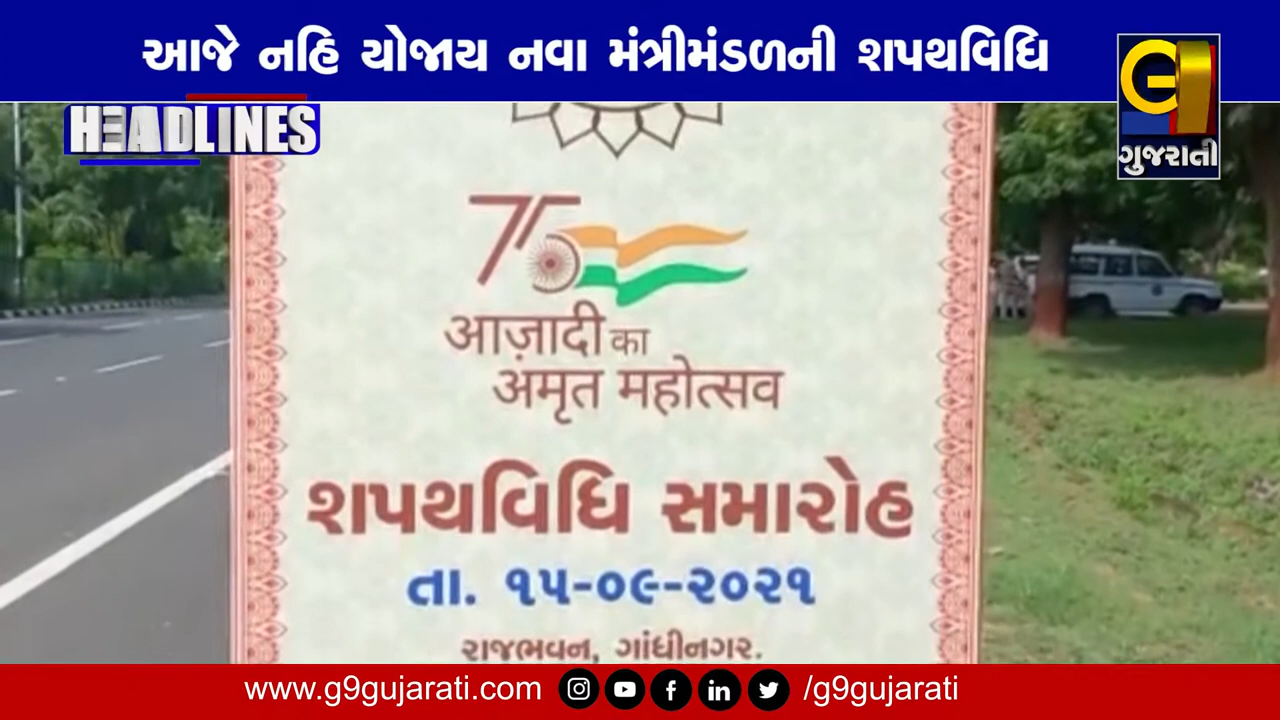 આજે નહિ યોજાય નવા મંત્રીમંડળની શપથવિધિ
HEADLINES
ગુજરાતી
75
आज़ादी का
अमृत महोत्सव
શપથવિધિ સમારોહ
તા. ૧૫-૦૯-૨૦૨૧
રાજભવન, ગાંધીનગર.
www.g9gujarati.com /g9gujarati